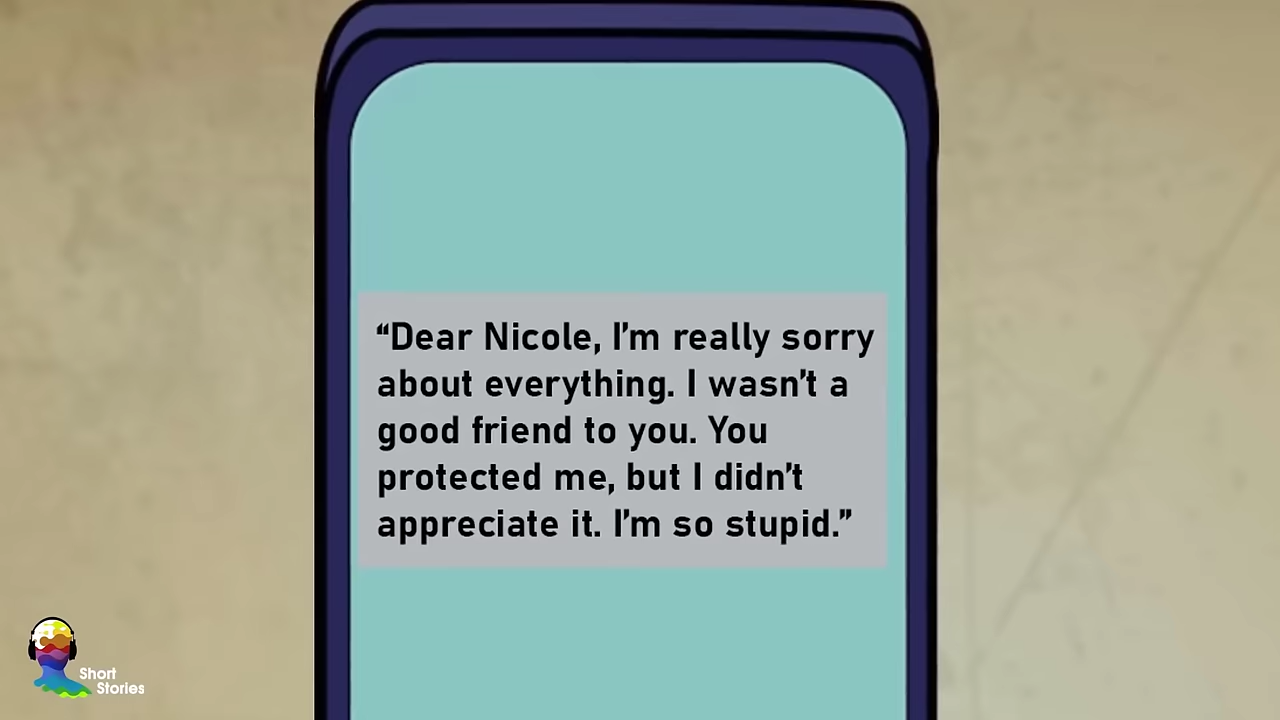 “Dear Nicole, I’m really sorry
about everything. I wasn’t a
good friend to you. You
protected me, but I didn’t
appreciate it. I’m so stupid.”
Short
Stories